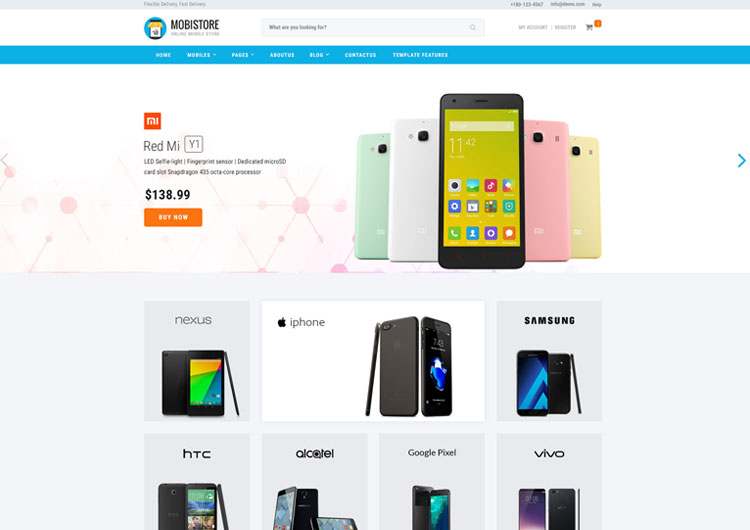 Flexible Delivery, Fast Delivery.
+180-123-4567 info@demo.com Help
MOBISTORE
ONLINE MOBILE STORE
What are you looking for?
MY ACCOUNT | REGISTER
HOME MOBILES PAGES ABOUTUS BLOG CONTACTUS TEMPLATE FEATURES
mi
Red Mi Y1
LED Selfie-light | Fingerprint sensor | Dedicated microSD
card slot Snapdragon 435 octa-core processor
$138.99
BUY NOW
11:42
mi
mi
mi
nexus
iphone
SAMSUNG
hTC
alcatel
Google Pixel
vivo